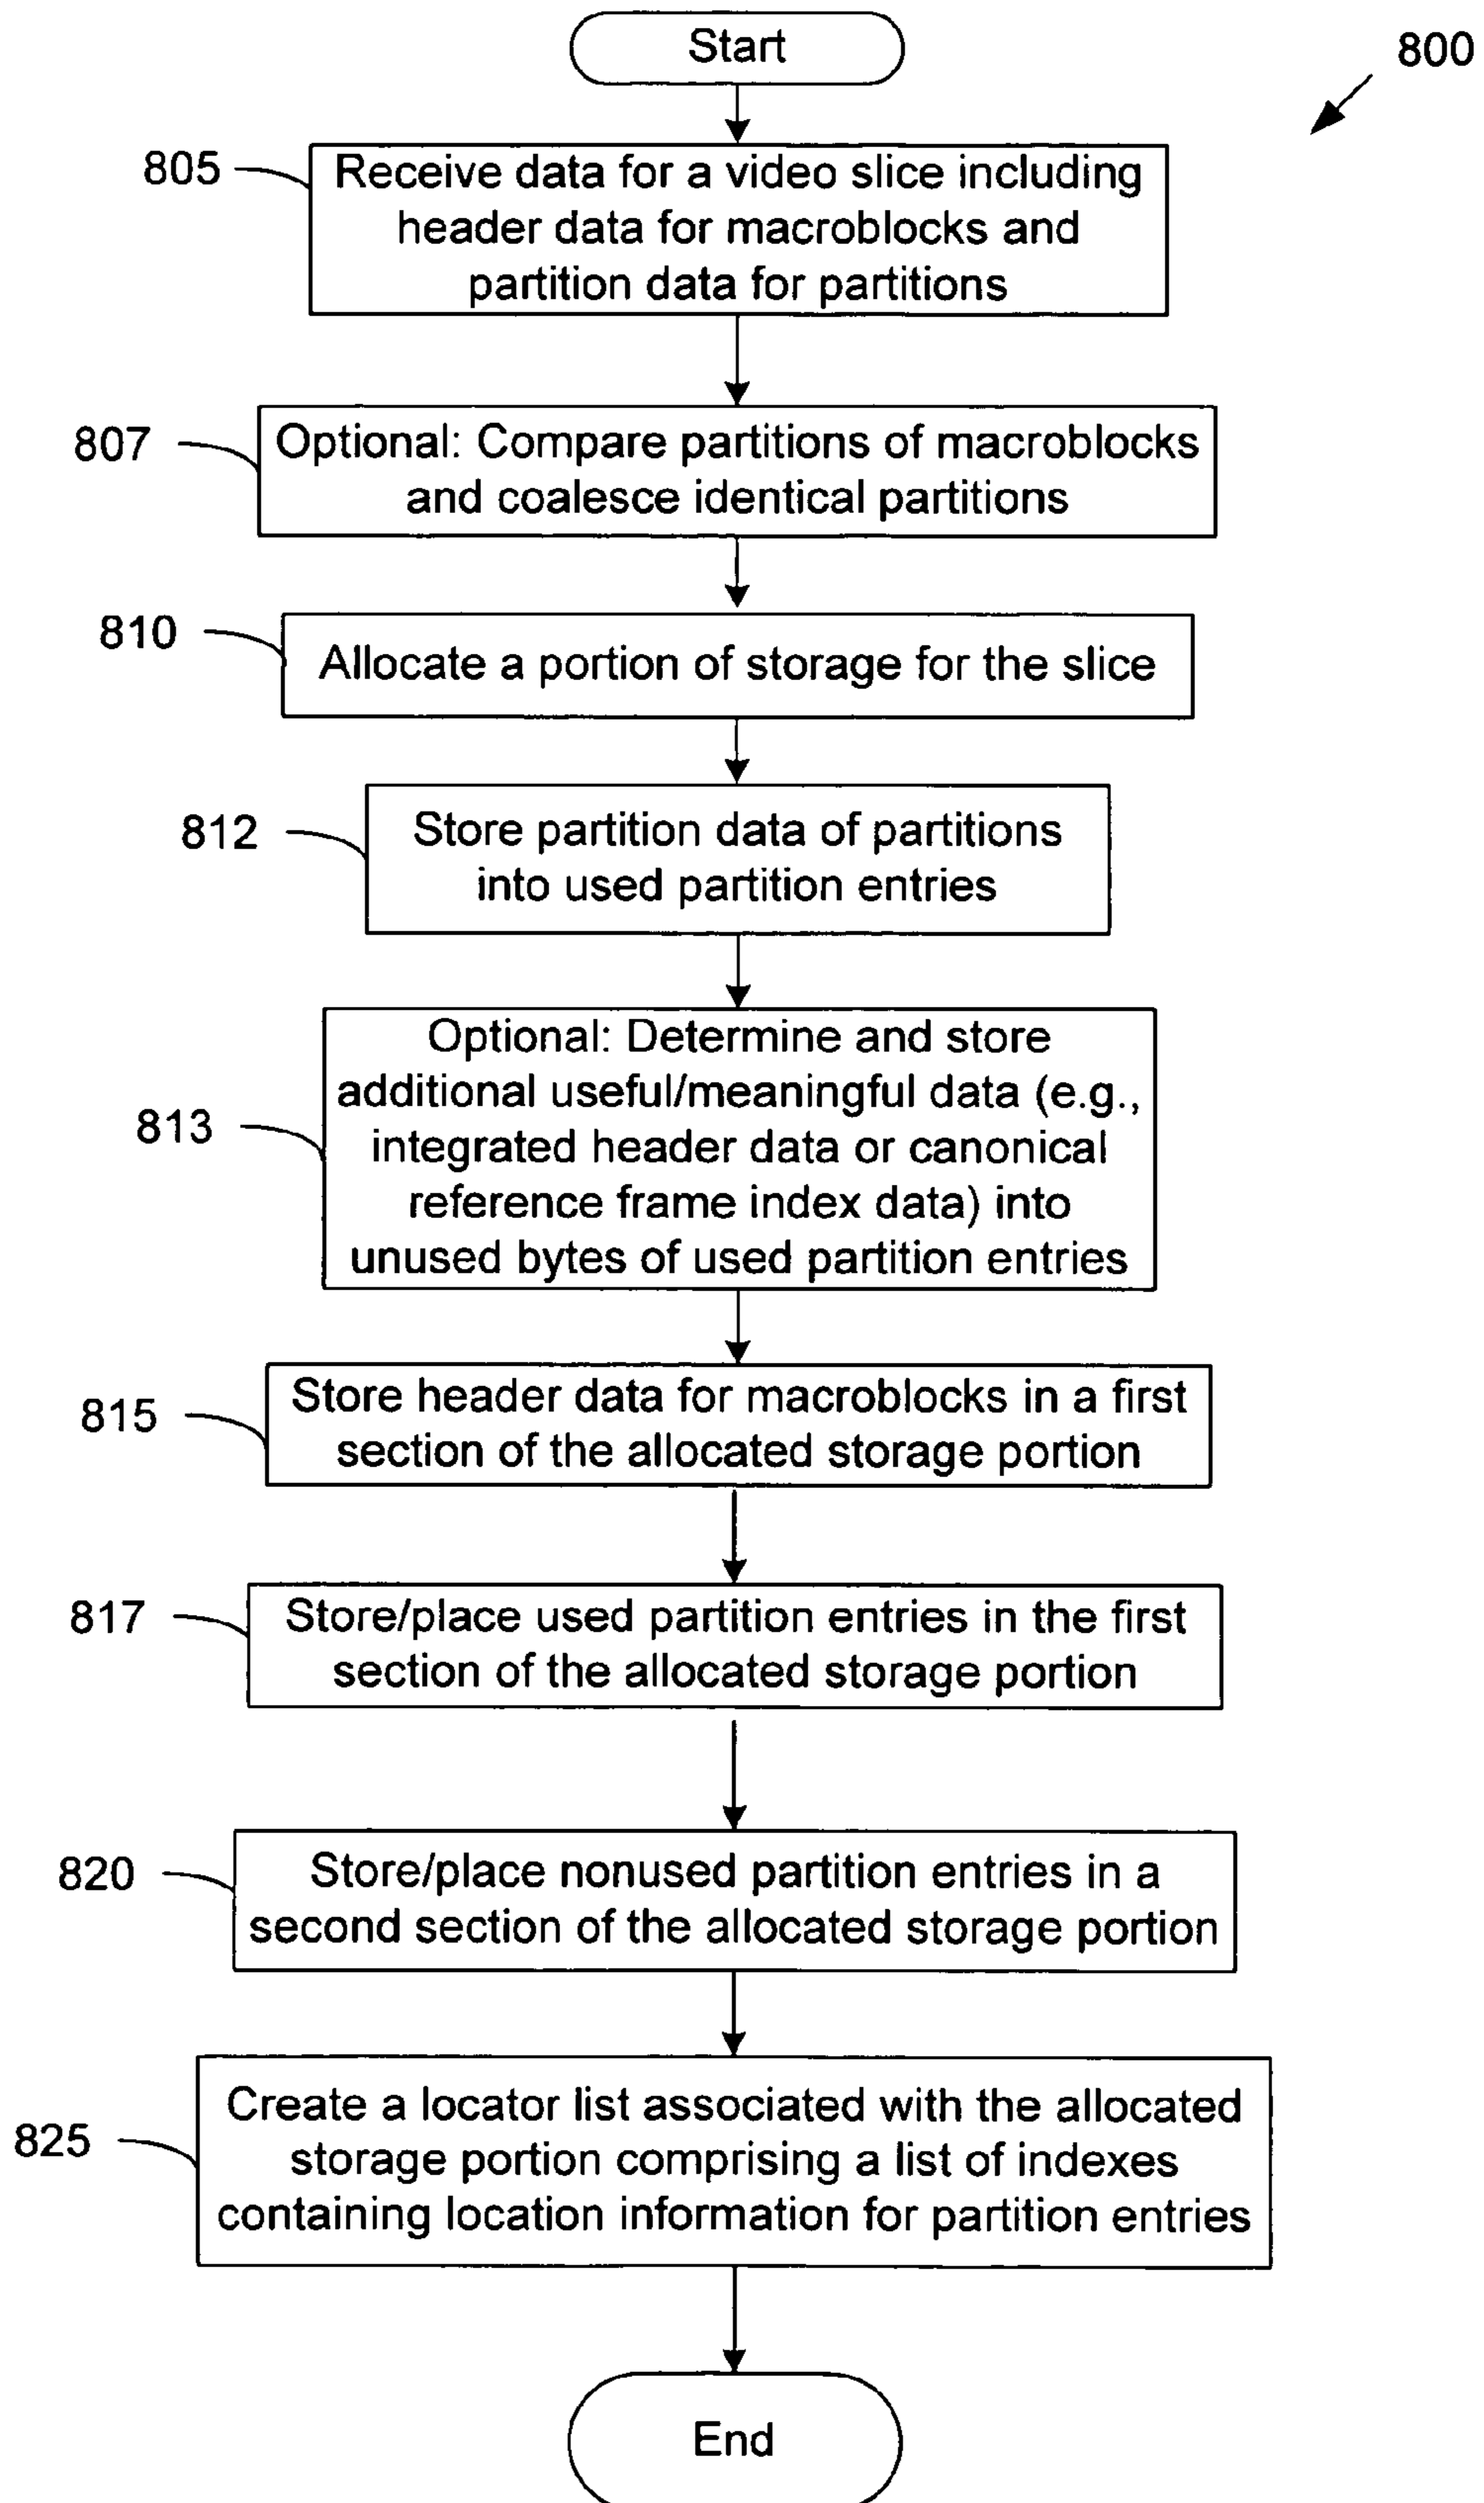 Start
800
805
Receive data for a video slice including
header data for macroblocks and
partition data for partitions
807
Optional: Compare partitions of macroblocks
and coalesce identical partitions
810
Allocate a portion of storage for the slice
812
Store partition data of partitions
into used partition entries
813
Optional: Determine and store
additional useful/meaningful data (e.g.,
integrated header data or canonical
reference frame index data) into
unused bytes of used partition entries
815
Store header data for macroblocks in a first
section of the allocated storage portion
817
Store/place used partition entries in the first
section of the allocated storage portion
820
Store/place nonused partition entries in a
second section of the allocated storage portion
825
Create a locator list associated with the allocated
storage portion comprising a list of indexes
containing location information for partition entries
End